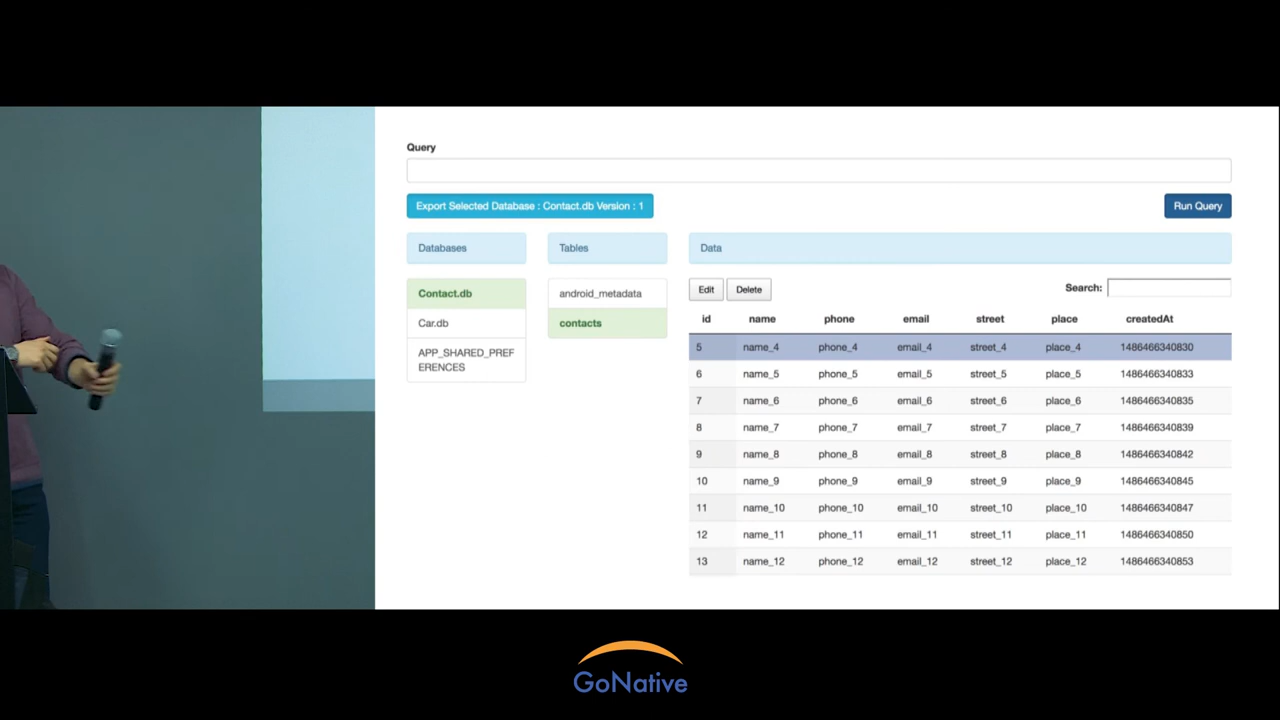 Query
Export Selected Database : Contact.db Version : 1
Run Query
Databases
Tables
Data
Contact.db
Car.db
APP_SHARED_PREF
ERENCES
android_metadata
contacts
Edit
Delete
Search:
id name phone email street place createdAt
5 name_4 phone_4 email_4 street_4 place_4 1486466340830
6 name_5 phone_5 email_5 street_5 place_5 1486466340833
7 name_6 phone_6 email_6 street_6 place_6 1486466340835
8 name_7 phone_7 email_7 street_7 place_7 1486466340839
9 name_8 phone_8 email_8 street_8 place_8 1486466340842
10 name_9 phone_9 email_9 street_9 place_9 1486466340845
11 name_10 phone_10 email_10 street_10 place_10 1486466340847
12 name_11 phone_11 email_11 street_11 place_11 1486466340850
13 name_12 phone_12 email_12 street_12 place_12 1486466340853
GoNative